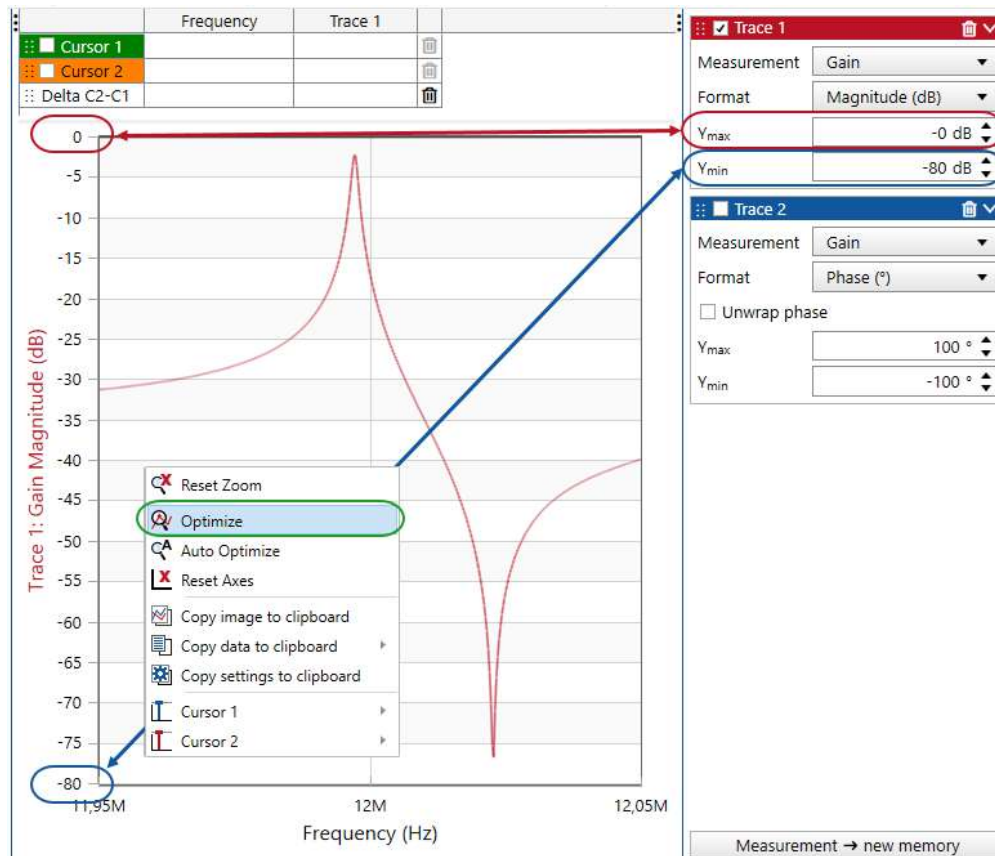 Frequency Trace 1
Cursor 1
Cursor 2
Delta C2-C1
0
-5
-10
-15
-20
-25
-30
-35
-40
-45
-50
-55
-60
-65
-70
-75
-80
Trace 1: Gain Magnitude (dB)
11,95M 12M 12,05M
Frequency (Hz)
Reset Zoom
Optimize
Auto Optimize
Reset Axes
Copy image to clipboard
Copy data to clipboard
Copy settings to clipboard
Cursor 1
Cursor 2
Trace 1
Measurement Gain
Format Magnitude (dB)
Ymax -0 dB
Ymin -80 dB
Trace 2
Measurement Gain
Format Phase (°)
Unwrap phase
Ymax 100 °
Ymin -100 °
Measurement → new memory